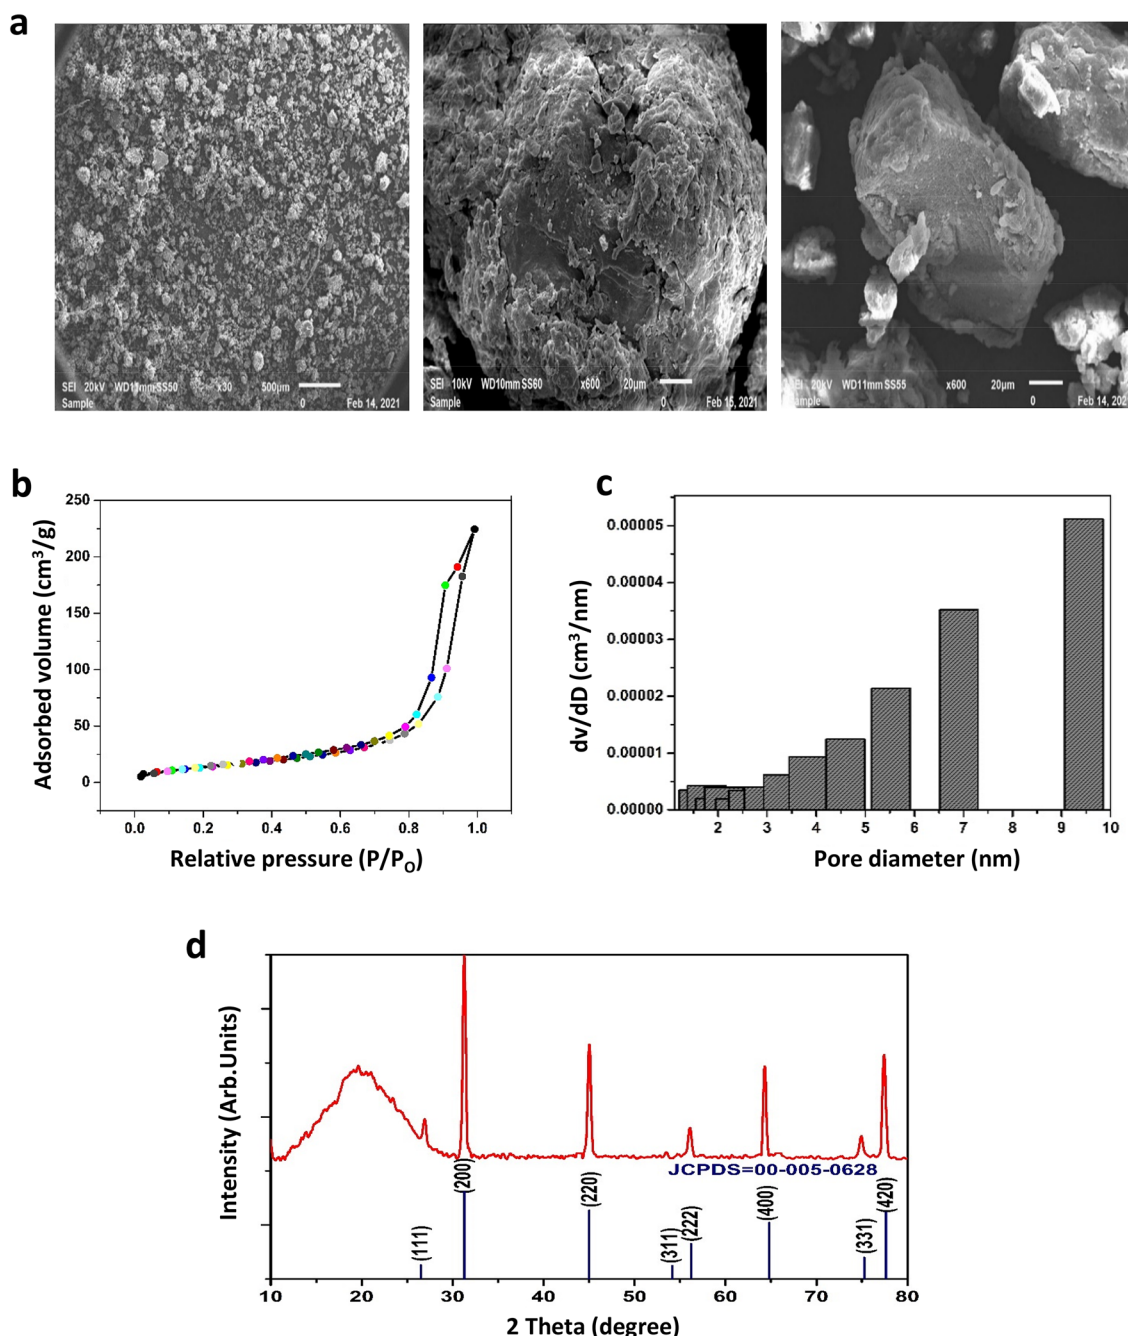 a
SEI 20kV WD11mm SS50 x30 500µm
Sample 0 Feb 14, 2021
SEI 10kV WD10mm SS60 x600 20µm
Sample 0 Feb 15, 2021
SEI 20kV WD11mm SS55 x600 20µm
Sample 0 Feb 14, 2021
b
Adsorbed volume (cm³/g)
250
200
150
100
50
0
0.0 0.2 0.4 0.6 0.8 1.0
Relative pressure (P/P₀)
c
dv/dD (cm³/nm)
0.00005
0.00004
0.00003
0.00002
0.00001
0.00000
2 3 4 5 6 7 8 9 10
Pore diameter (nm)
d
Intensity (Arb.Units)
JCPDS=00-005-0628
(111)
(200)
(220)
(311)
(222)
(400)
(331)
(420)
10 20 30 40 50 60 70 80
2 Theta (degree)